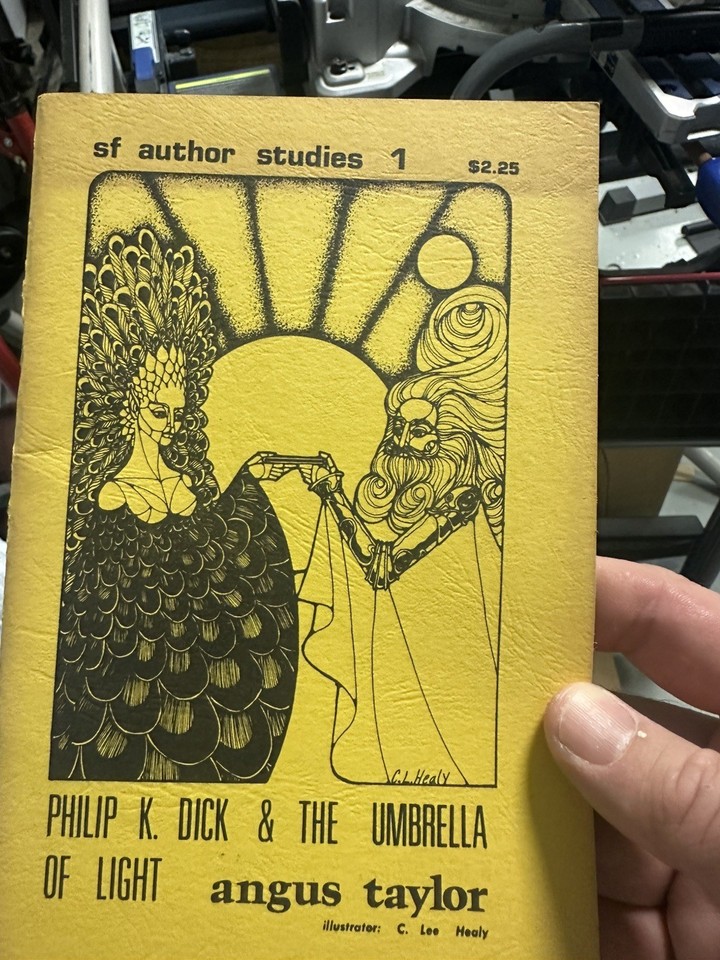 sf author studies 1 $2.25
C.L.Healy
PHILIP K. DICK & THE UMBRELLA
OF LIGHT angus taylor
illustrator: C. Lee Healy